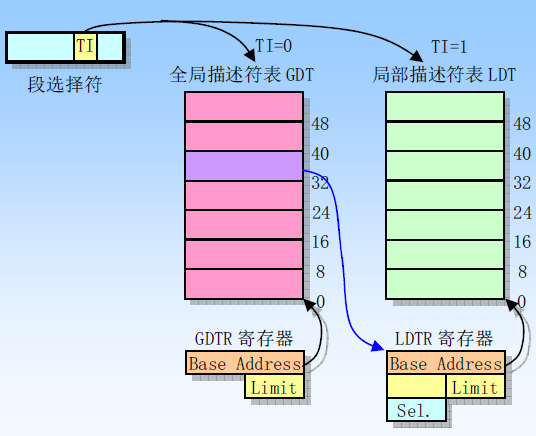 TI
TI=0
TI=1
段选择符
全局描述符表 GDT
局部描述符表 LDT
48
40
32
24
16
8
0
48
40
32
24
16
8
0
GDTR 寄存器
LDTR 寄存器
Base Address
Limit
Base Address
Limit
Sel.